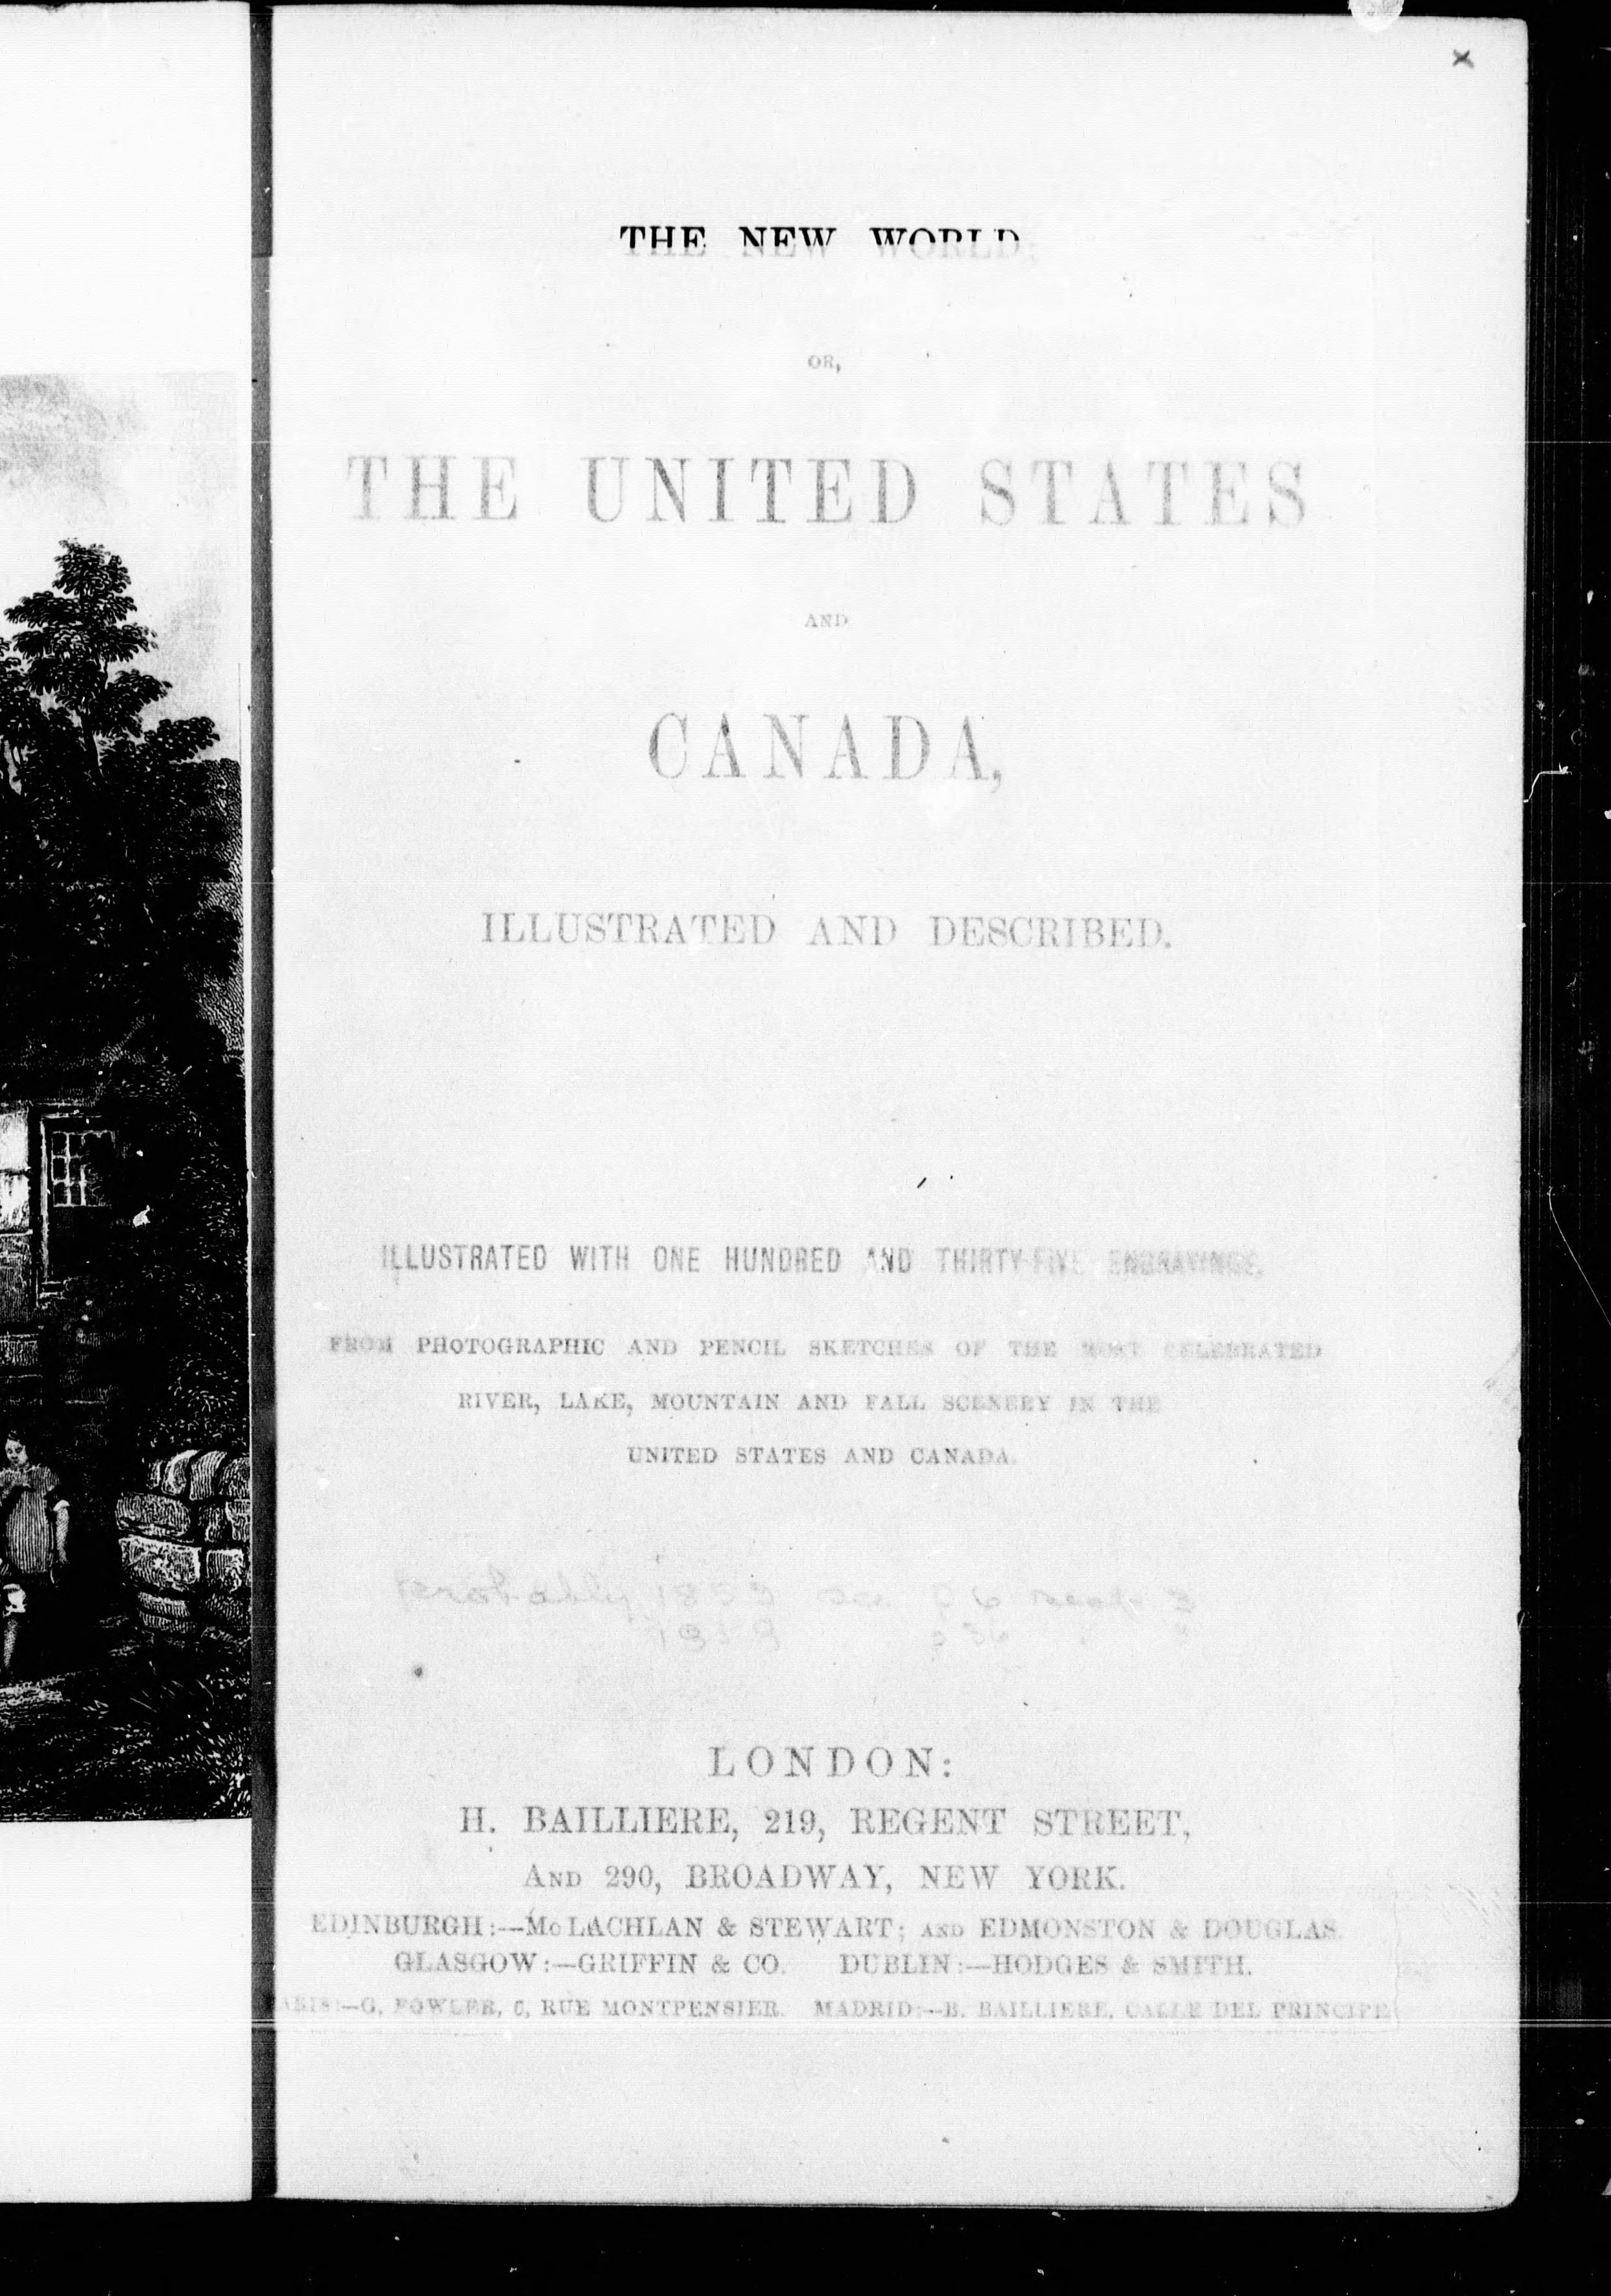 ×
THE NEW WORLD;
OR,
THE UNITED STATES
AND
CANADA,
ILLUSTRATED AND DESCRIBED.
ILLUSTRATED WITH ONE HUNDRED AND THIRTY-FIVE ENGRAVINGS,
FROM PHOTOGRAPHIC AND PENCIL SKETCHES OF THE MOST CELEBRATED
RIVER, LAKE, MOUNTAIN AND FALL SCENERY IN THE
UNITED STATES AND CANADA.
probably
LONDON:
H. BAILLIERE, 219, REGENT STREET,
AND 290, BROADWAY, NEW YORK.
EDINBURGH:—McLACHLAN & STEWART; AND EDMONSTON & DOUGLAS.
GLASGOW:—GRIFFIN & CO. DUBLIN:—HODGES & SMITH.
G. FOWLER, RUE MONTPENSIER. MADRID:—B. BAILLIERE, CALLE DEL PRINCIPE